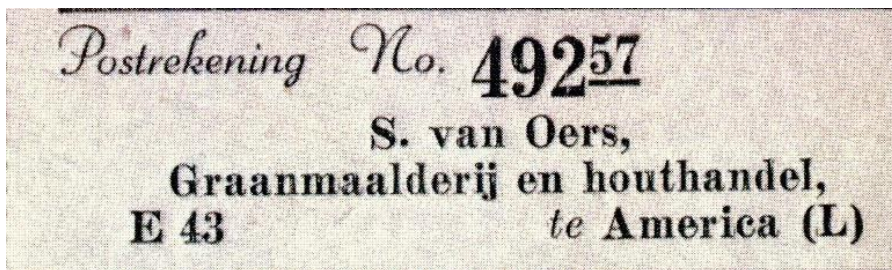 Postrekening No. 49257
S. van Oers,
Graanmaalderij en houthandel,
E 43 te America (L)